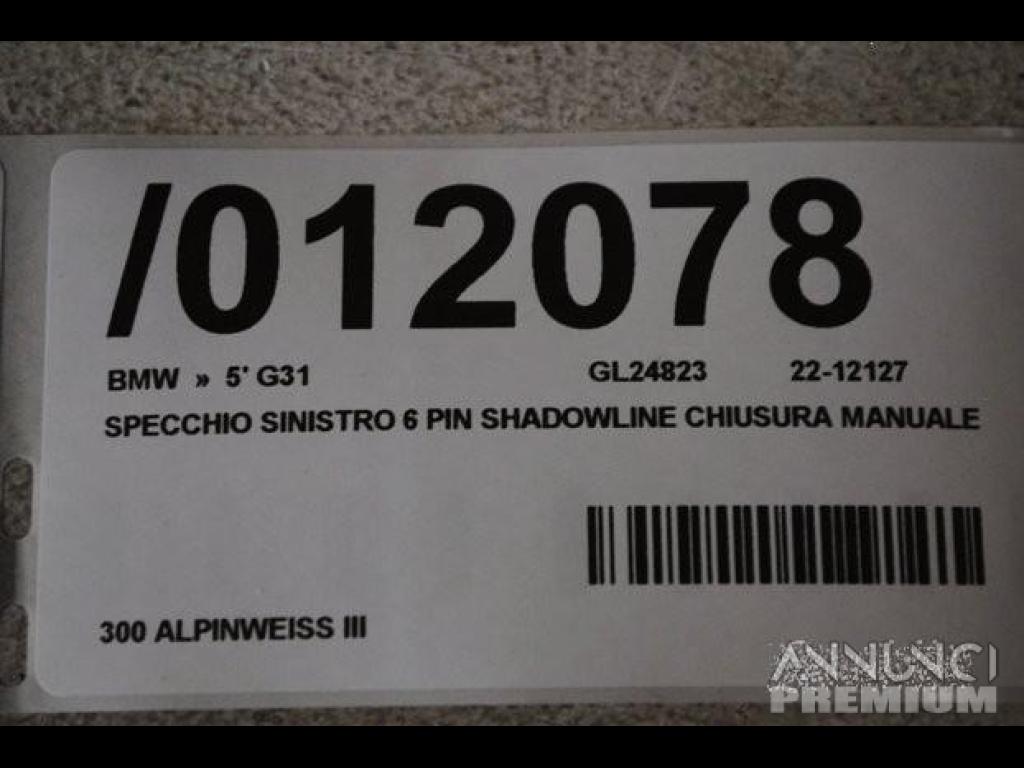 /012078
BMW » 5' G31 GL24823 22-12127
SPECCHIO SINISTRO 6 PIN SHADOWLINE CHIUSURA MANUALE
300 ALPINWEISS III
ANNUNCI
PREMIUM